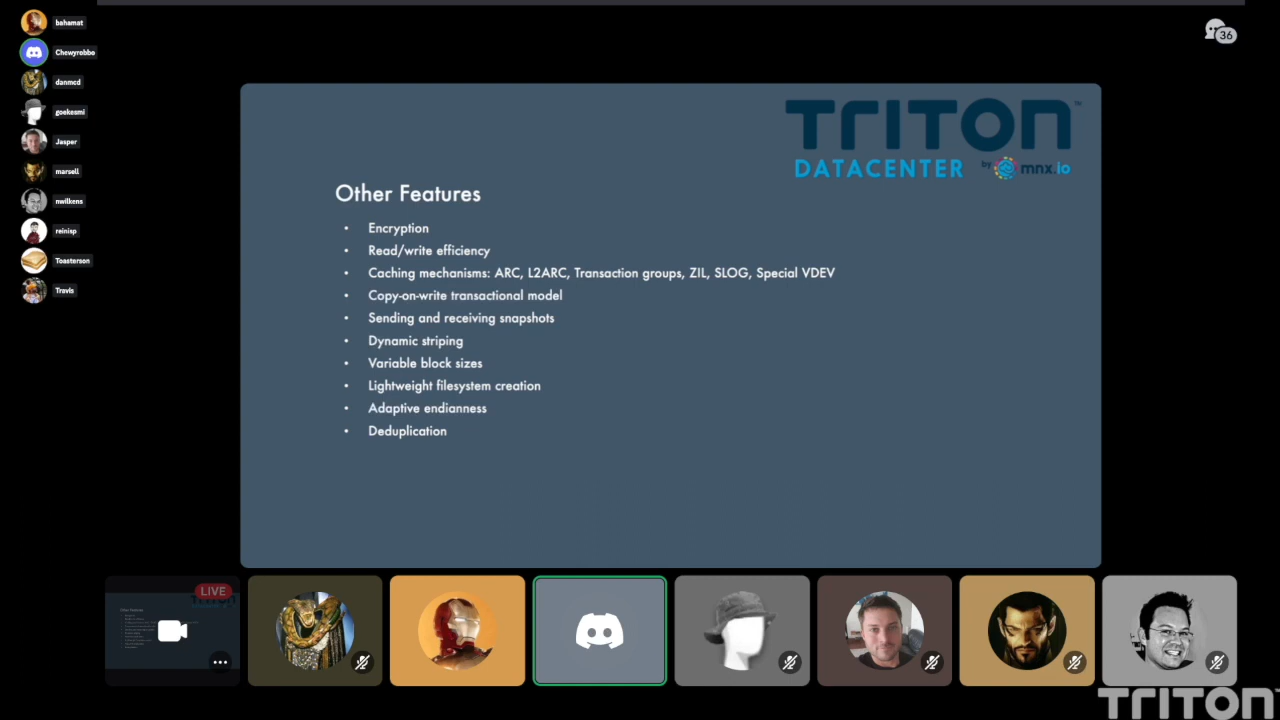 bahamat
Chewyrobbo
danmcd
goekesmi
Jasper
marsell
nwilkens
reinisp
Toasterson
Travis
36
TRITON™
DATACENTER by mnx.io
Other Features
• Encryption
• Read/write efficiency
• Caching mechanisms: ARC, L2ARC, Transaction groups, ZIL, SLOG, Special VDEV
• Copy-on-write transactional model
• Sending and receiving snapshots
• Dynamic striping
• Variable block sizes
• Lightweight filesystem creation
• Adaptive endianness
• Deduplication
LIVE
TRITON